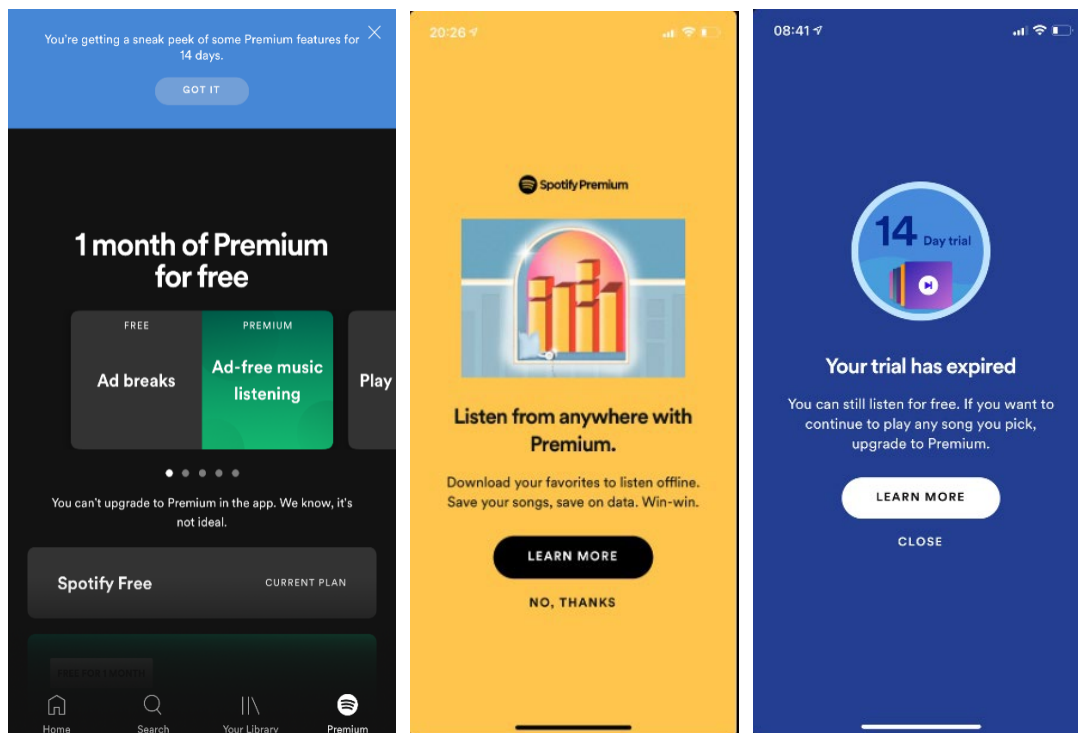 You're getting a sneak peek of some Premium features for
14 days.
GOT IT
1 month of Premium
for free
FREE
PREMIUM
Ad breaks
Ad-free music
listening
Play
You can't upgrade to Premium in the app. We know, it's
not ideal.
Spotify Free
CURRENT PLAN
FREE FOR 1 MONTH
Home
Search
Your Library
Premium
20:26
Spotify Premium
Listen from anywhere with
Premium.
Download your favorites to listen offline.
Save your songs, save on data. Win-win.
LEARN MORE
NO, THANKS
08:41
14 Day trial
Your trial has expired
You can still listen for free. If you want to
continue to play any song you pick,
upgrade to Premium.
LEARN MORE
CLOSE